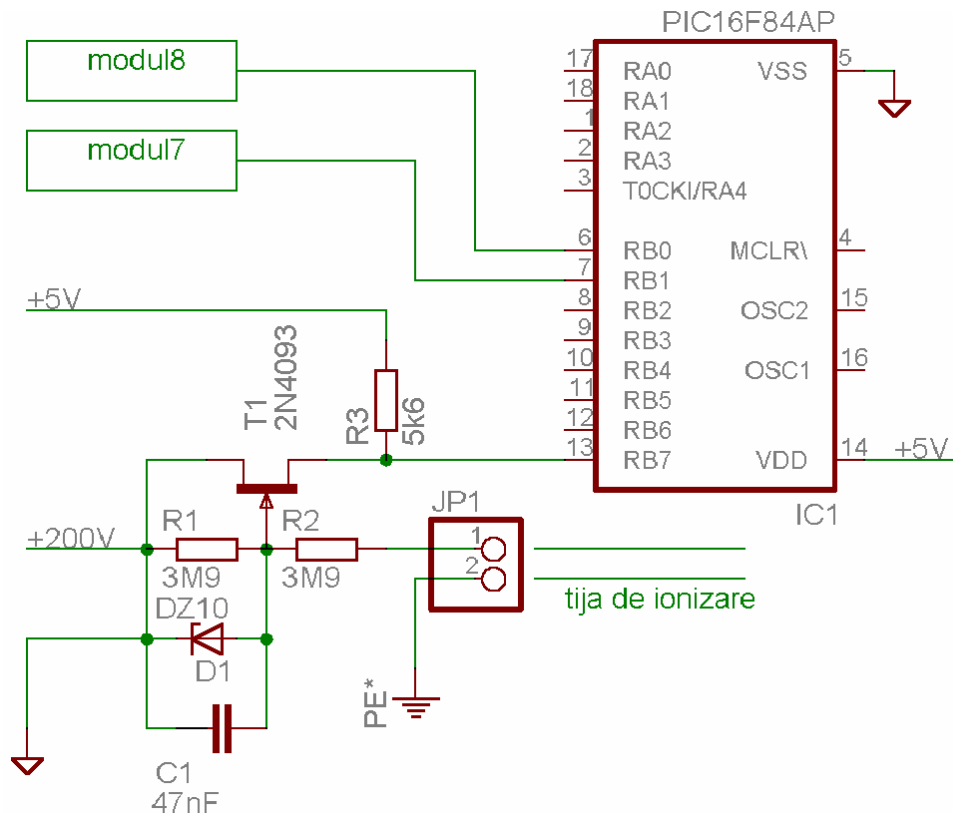 PIC16F84AP
modul8
modul7
17 RA0
18 RA1
1 RA2
2 RA3
3 T0CKI/RA4
6 RB0
7 RB1
8 RB2
9 RB3
10 RB4
11 RB5
12 RB6
13 RB7
VSS 5
MCLR\ 4
OSC2 15
OSC1 16
VDD 14
+5V
IC1
+5V
T1
2N4093
R3
5k6
+200V
R1
3M9
R2
3M9
JP1
1
2
tija de ionizare
DZ10
D1
PE*
C1
47nF